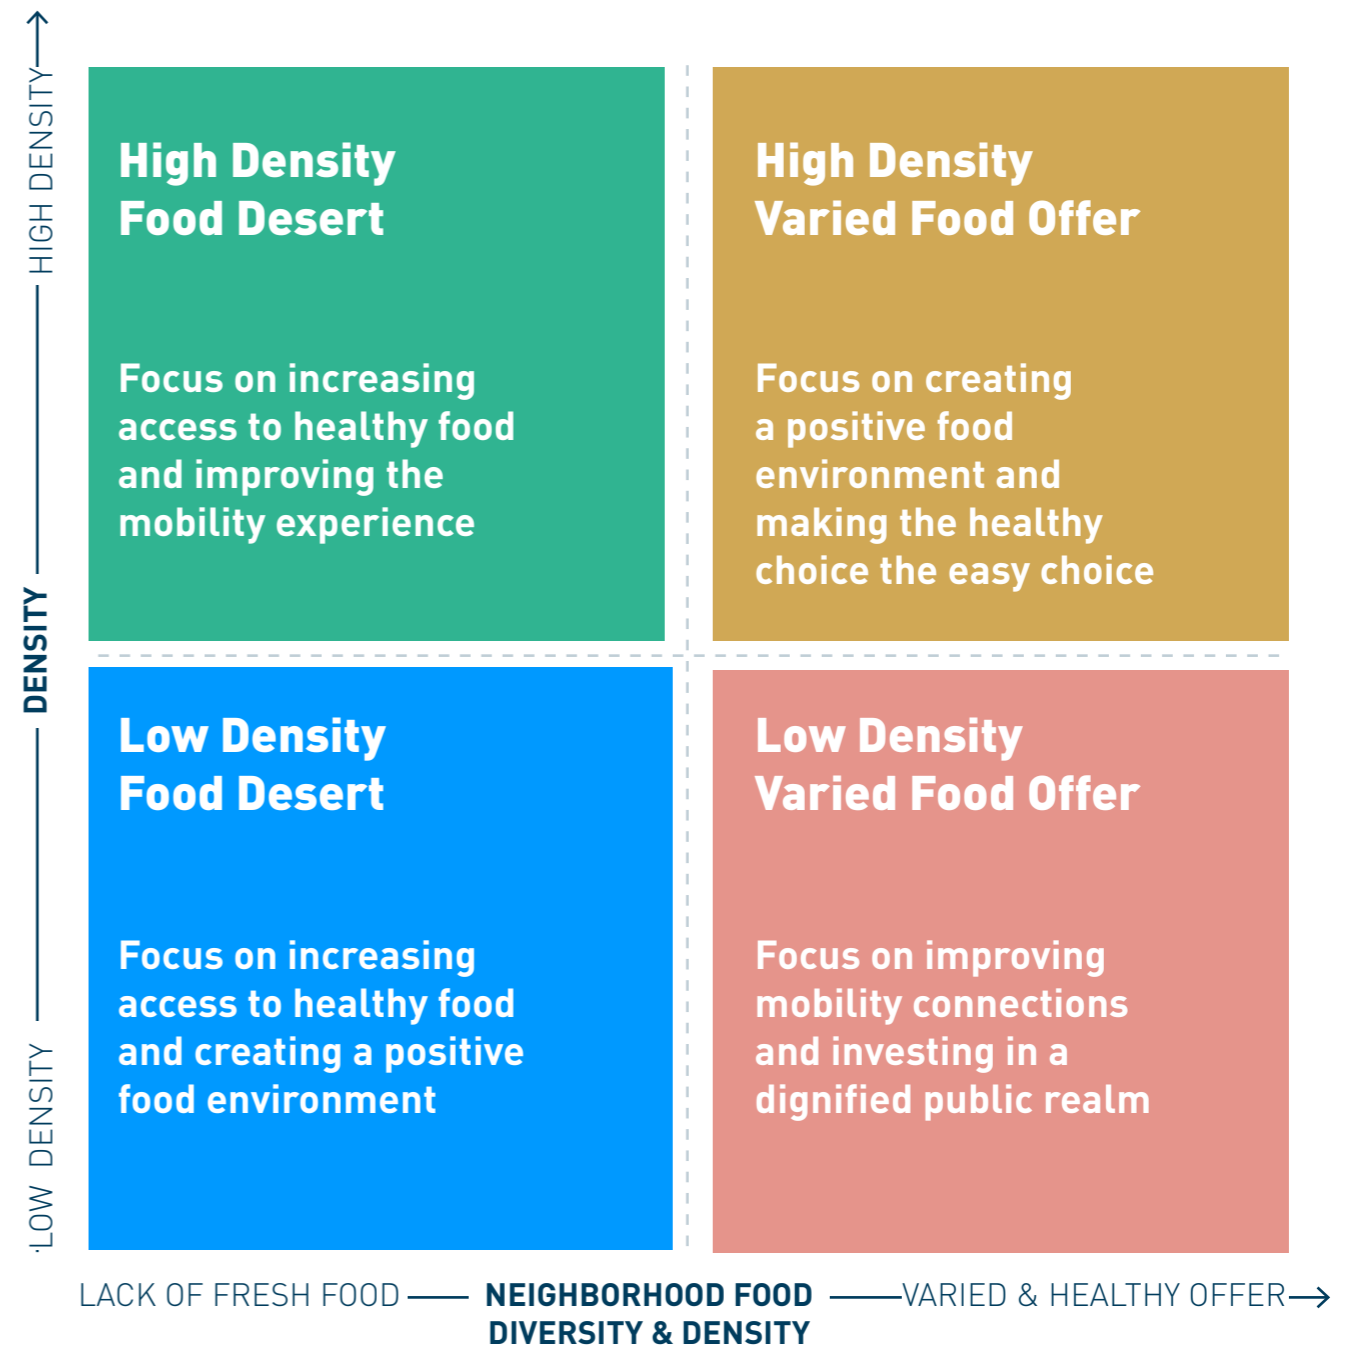 HIGH DENSITY
DENSITY
LOW DENSITY
High Density
Food Desert
Focus on increasing
access to healthy food
and improving the
mobility experience
High Density
Varied Food Offer
Focus on creating
a positive food
environment and
making the healthy
choice the easy choice
Low Density
Food Desert
Focus on increasing
access to healthy food
and creating a positive
food environment
Low Density
Varied Food Offer
Focus on improving
mobility connections
and investing in a
dignified public realm
LACK OF FRESH FOOD
NEIGHBORHOOD FOOD
DIVERSITY & DENSITY
VARIED & HEALTHY OFFER